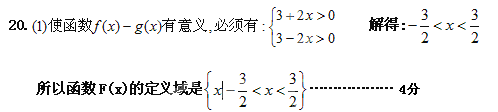 20. (1)使函数f(x)－g(x)有意义,必须有：{3+2x>0 3−2x>0 解得:−3/2<x<3/2
所以函数F(x)的定义域是{x|−3/2<x<3/2}⋯⋯⋯⋯⋯⋯ 4分